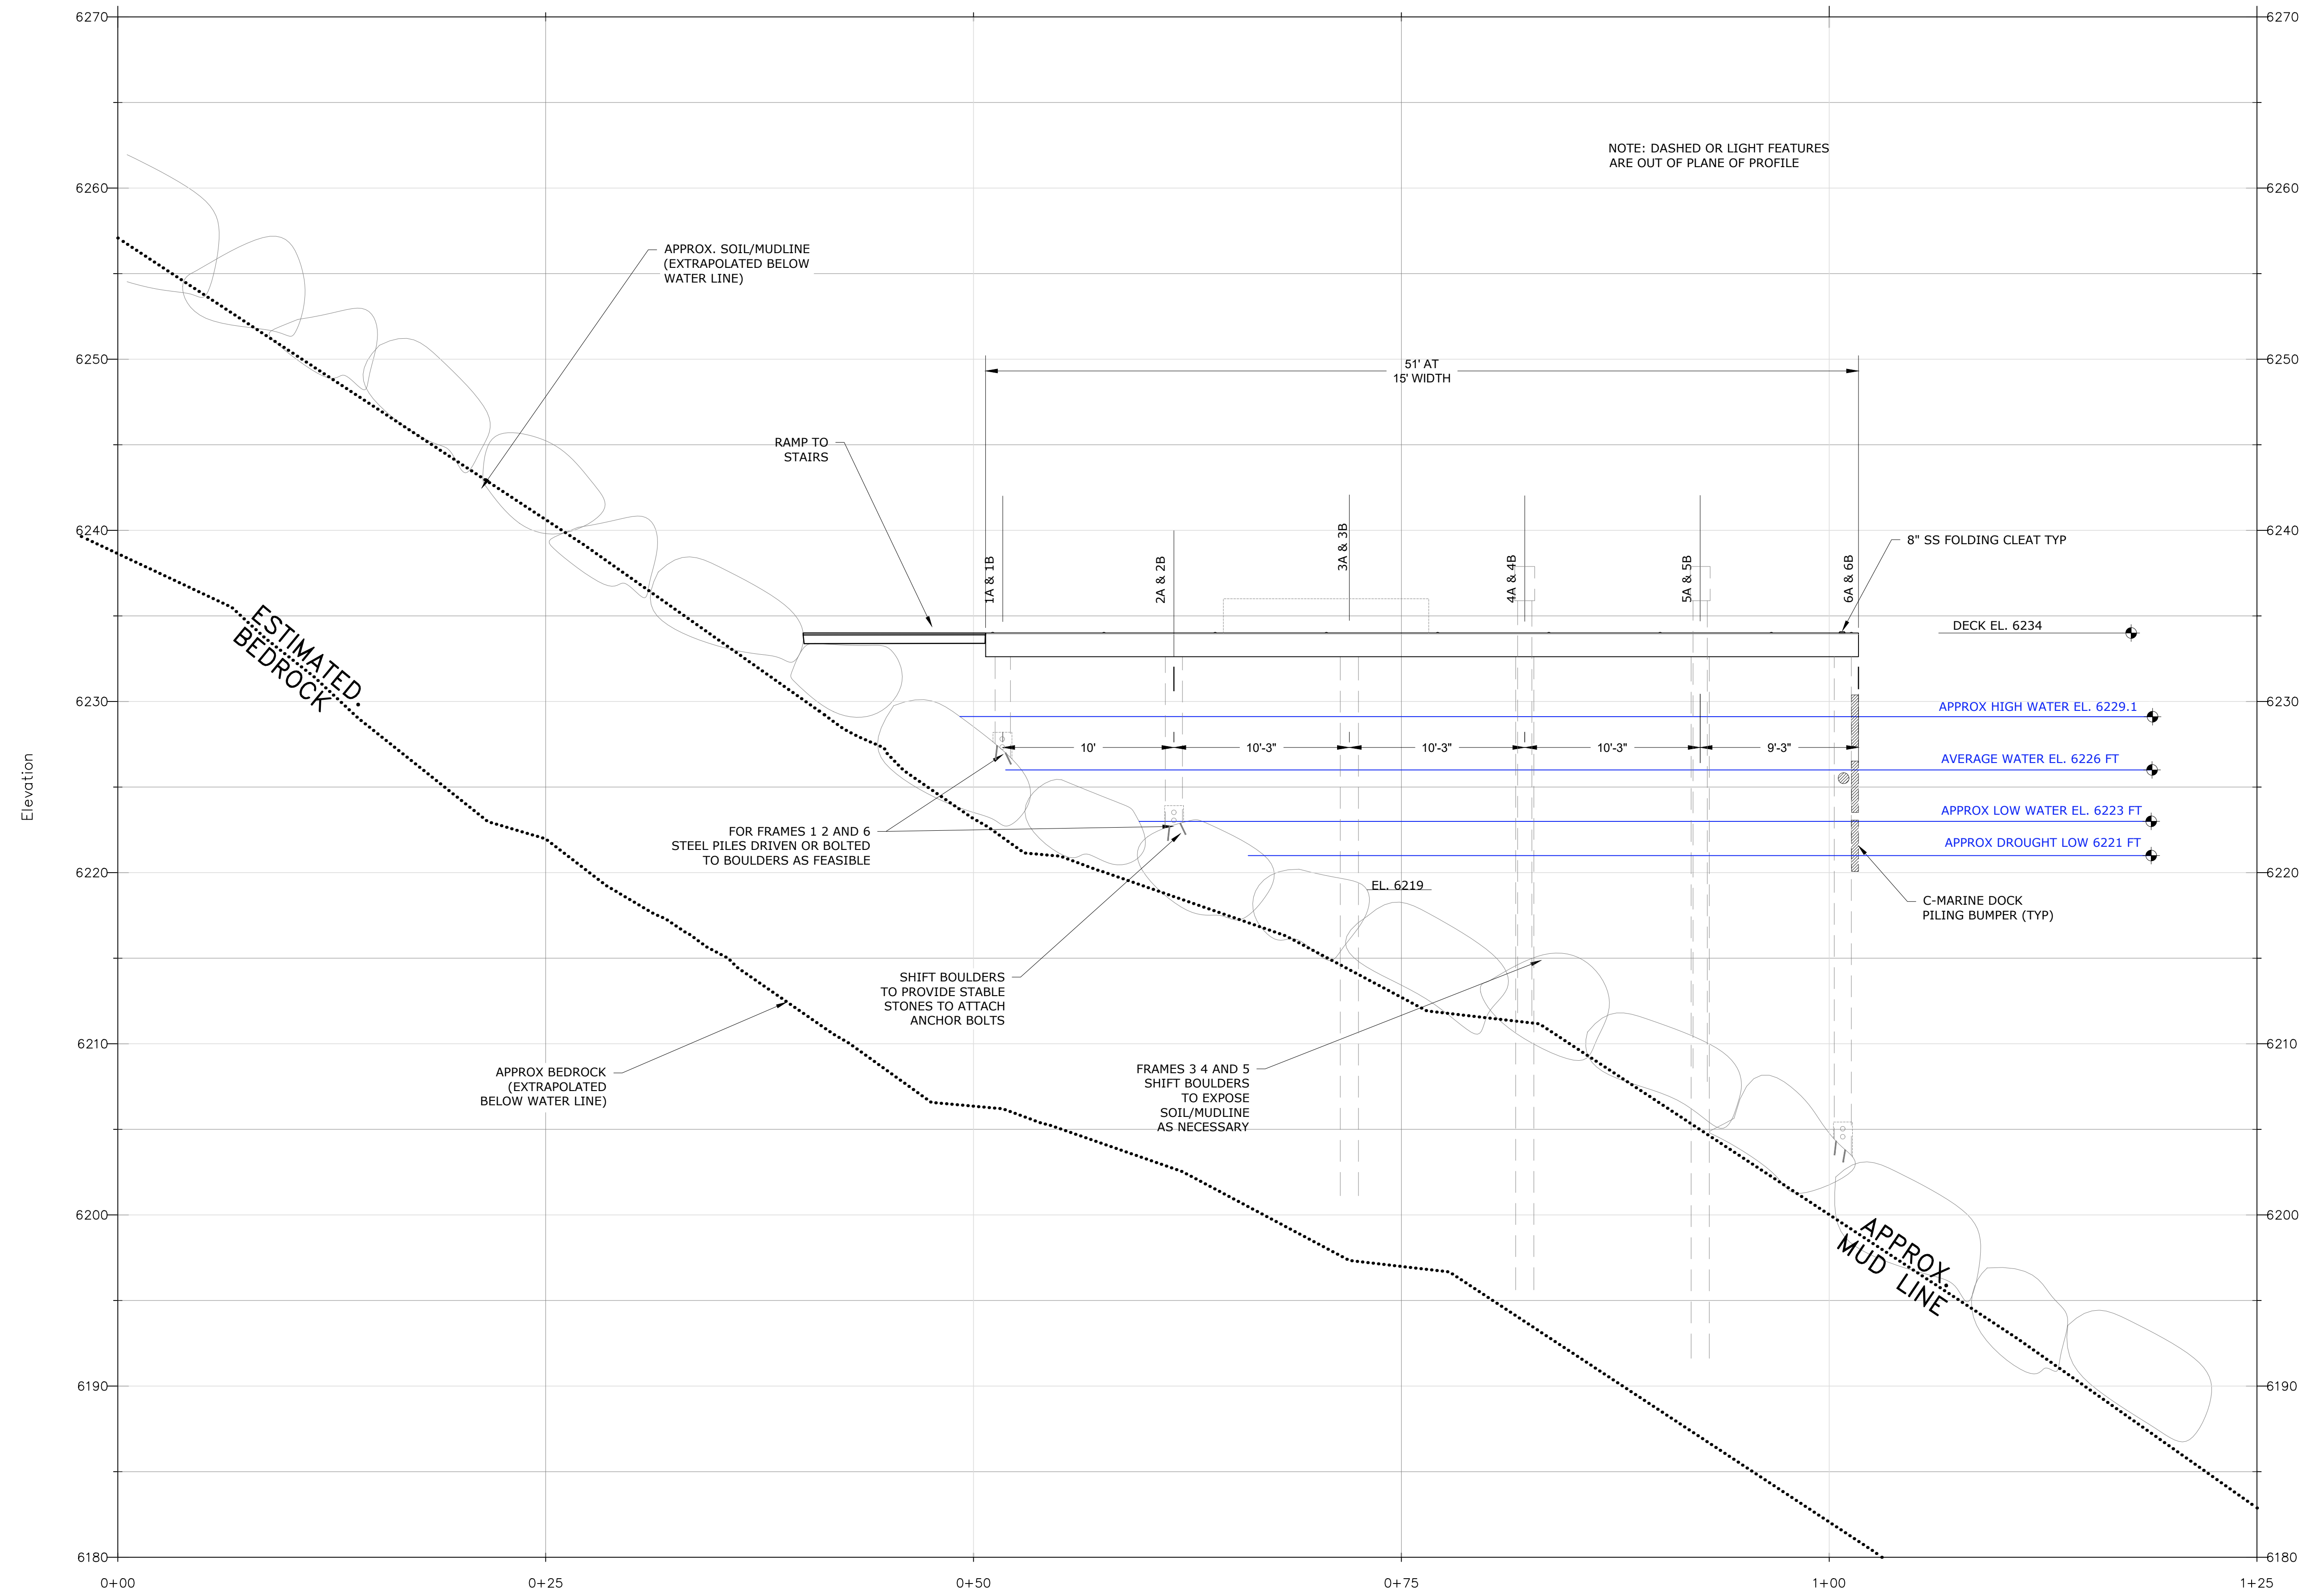 6270
6270
NOTE: DASHED OR LIGHT FEATURES
ARE OUT OF PLANE OF PROFILE
6260
6260
APPROX. SOIL/MUDLINE
(EXTRAPOLATED BELOW
WATER LINE)
6250
6250
51' AT
15' WIDTH
RAMP TO
STAIRS
6240
6240
1A & 1B
2A & 2B
3A & 3B
4A & 4B
5A & 5B
6A & 6B
8" SS FOLDING CLEAT TYP
DECK EL. 6234
ESTIMATED.
BEDROCK
6230
6230
APPROX HIGH WATER EL. 6229.1
10'
10'-3"
10'-3"
10'-3"
9'-3"
AVERAGE WATER EL. 6226 FT
Elevation
APPROX LOW WATER EL. 6223 FT
FOR FRAMES 1 2 AND 6
STEEL PILES DRIVEN OR BOLTED
TO BOULDERS AS FEASIBLE
APPROX DROUGHT LOW 6221 FT
6220
6220
EL. 6219
C-MARINE DOCK
PILING BUMPER (TYP)
SHIFT BOULDERS
TO PROVIDE STABLE
STONES TO ATTACH
ANCHOR BOLTS
6210
6210
APPROX BEDROCK
(EXTRAPOLATED
BELOW WATER LINE)
FRAMES 3 4 AND 5
SHIFT BOULDERS
TO EXPOSE
SOIL/MUDLINE
AS NECESSARY
6200
6200
APPROX.
MUD LINE
6190
6190
6180
6180
0+00
0+25
0+50
0+75
1+00
1+25